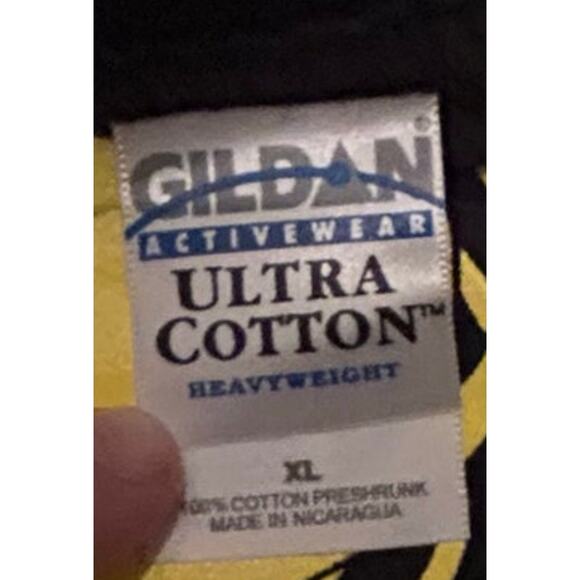 GILDAN®
ACTIVEWEAR
ULTRA
COTTON™
HEAVYWEIGHT
XL
100% COTTON PRESHRUNK
MADE IN NICARAGUA